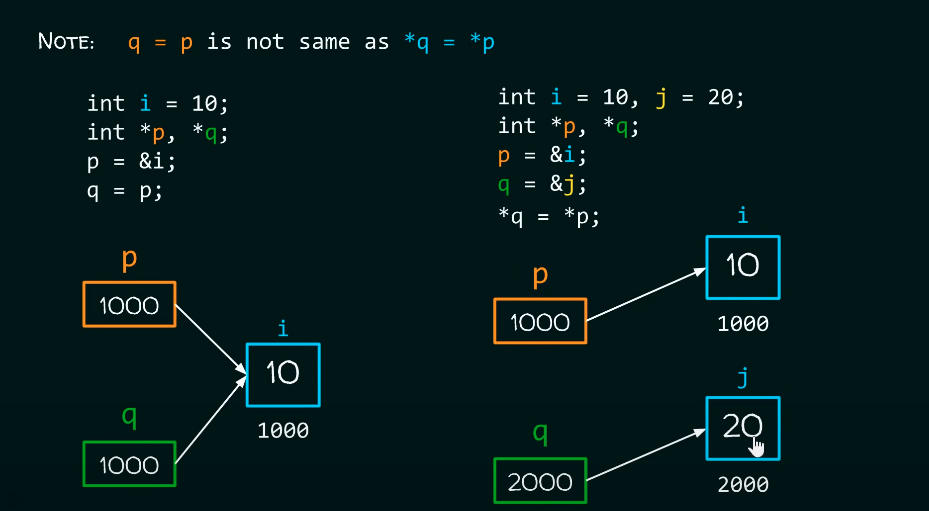 NOTE: q = p is not same as *q = *p
int i = 10;
int *p, *q;
p = &i;
q = p;
p
1000
i
10
1000
q
1000
int i = 10, j = 20;
int *p, *q;
p = &i;
q = &j;
*q = *p;
i
p
10
1000
1000
j
q
20
2000
2000